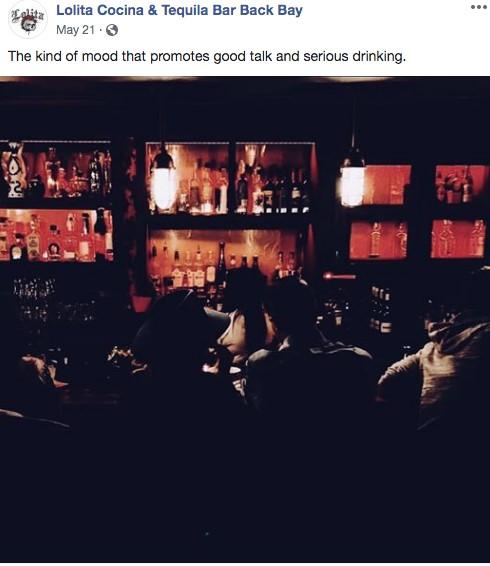 Lolita
Lolita Cocina & Tequila Bar Back Bay
May 21 ·
The kind of mood that promotes good talk and serious drinking.